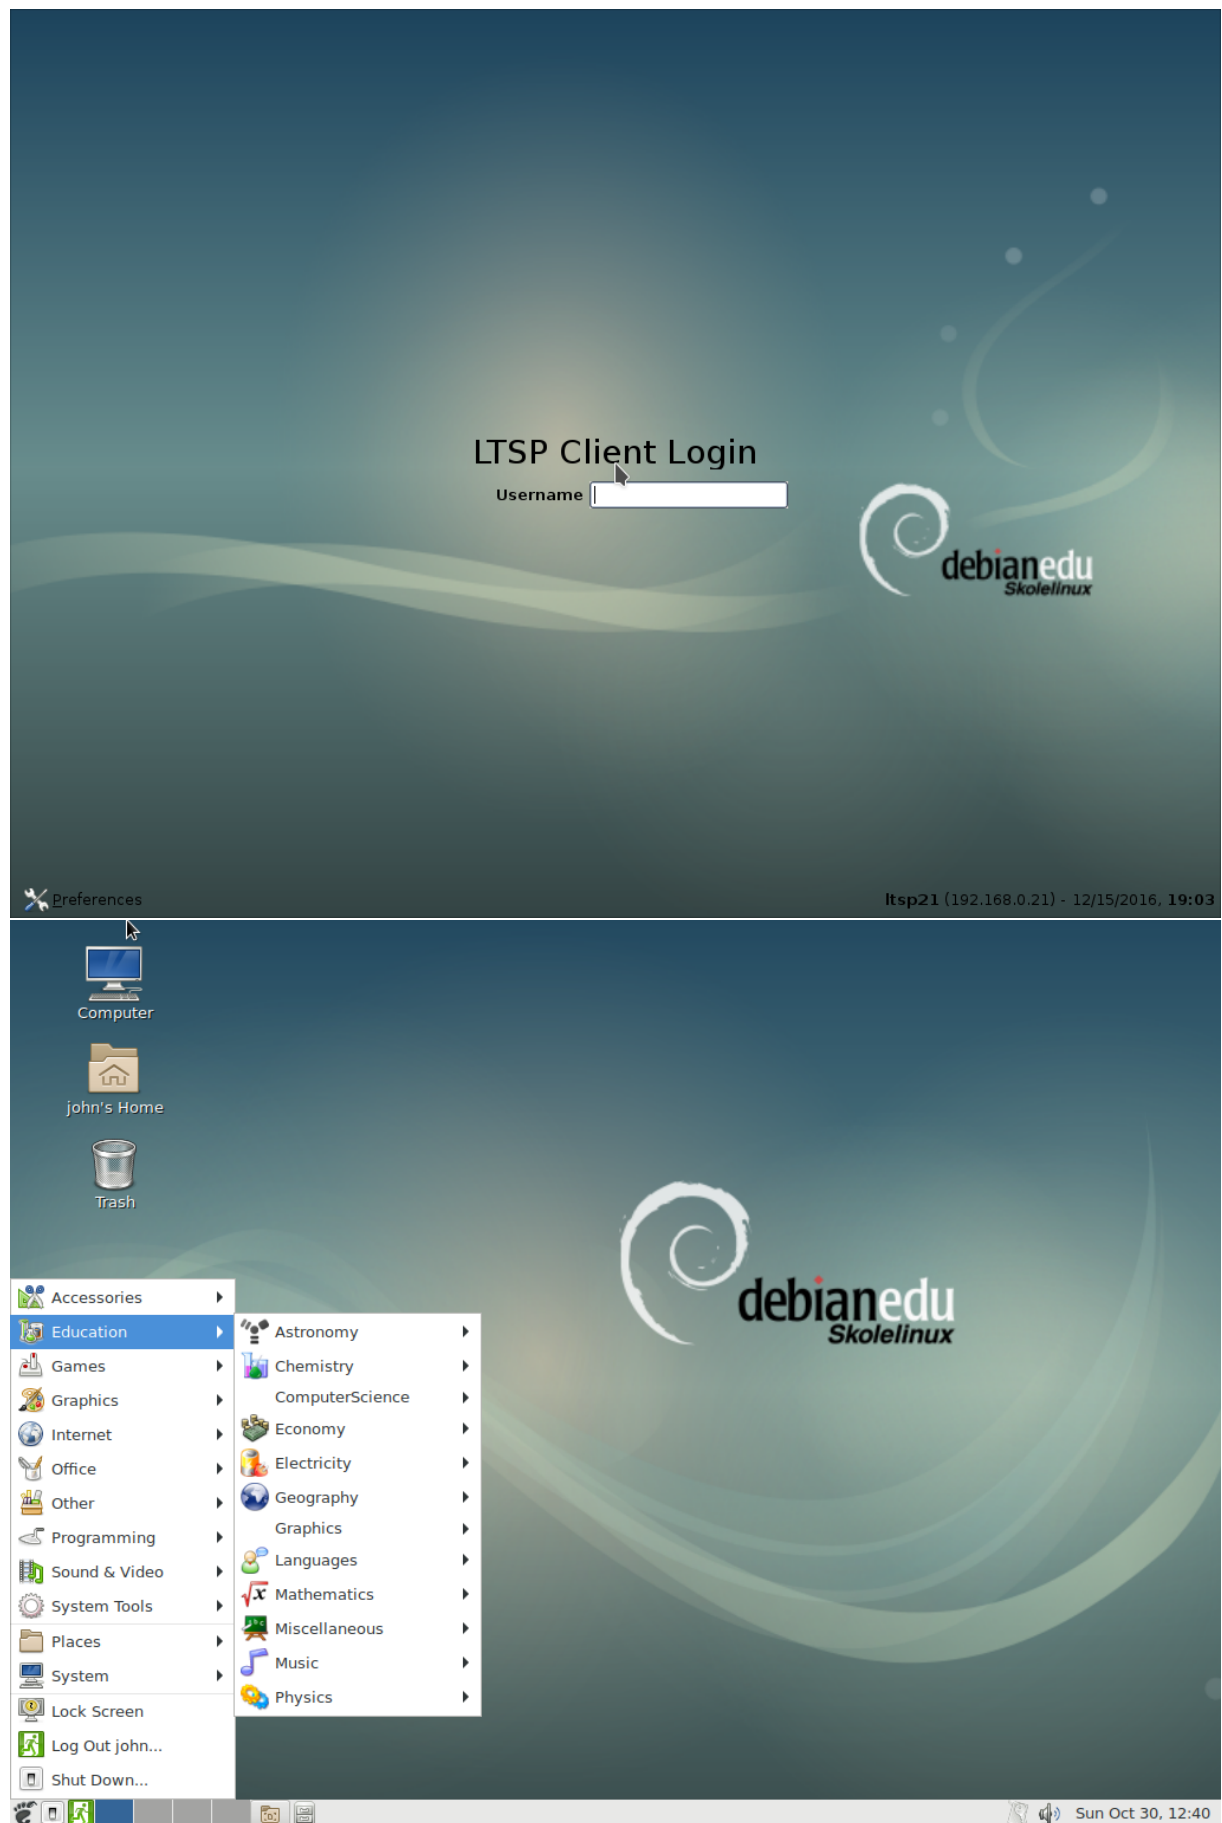 LTSP Client Login
Username
debianedu
Skolelinux
Preferences
ltsp21 (192.168.0.21) - 12/15/2016, 19:03
Computer
john's Home
Trash
debianedu
Skolelinux
Accessories
Education
Games
Graphics
Internet
Office
Other
Programming
Sound & Video
System Tools
Places
System
Lock Screen
Log Out john...
Shut Down...
Astronomy
Chemistry
ComputerScience
Economy
Electricity
Geography
Graphics
Languages
Mathematics
Miscellaneous
Music
Physics
Sun Oct 30, 12:40